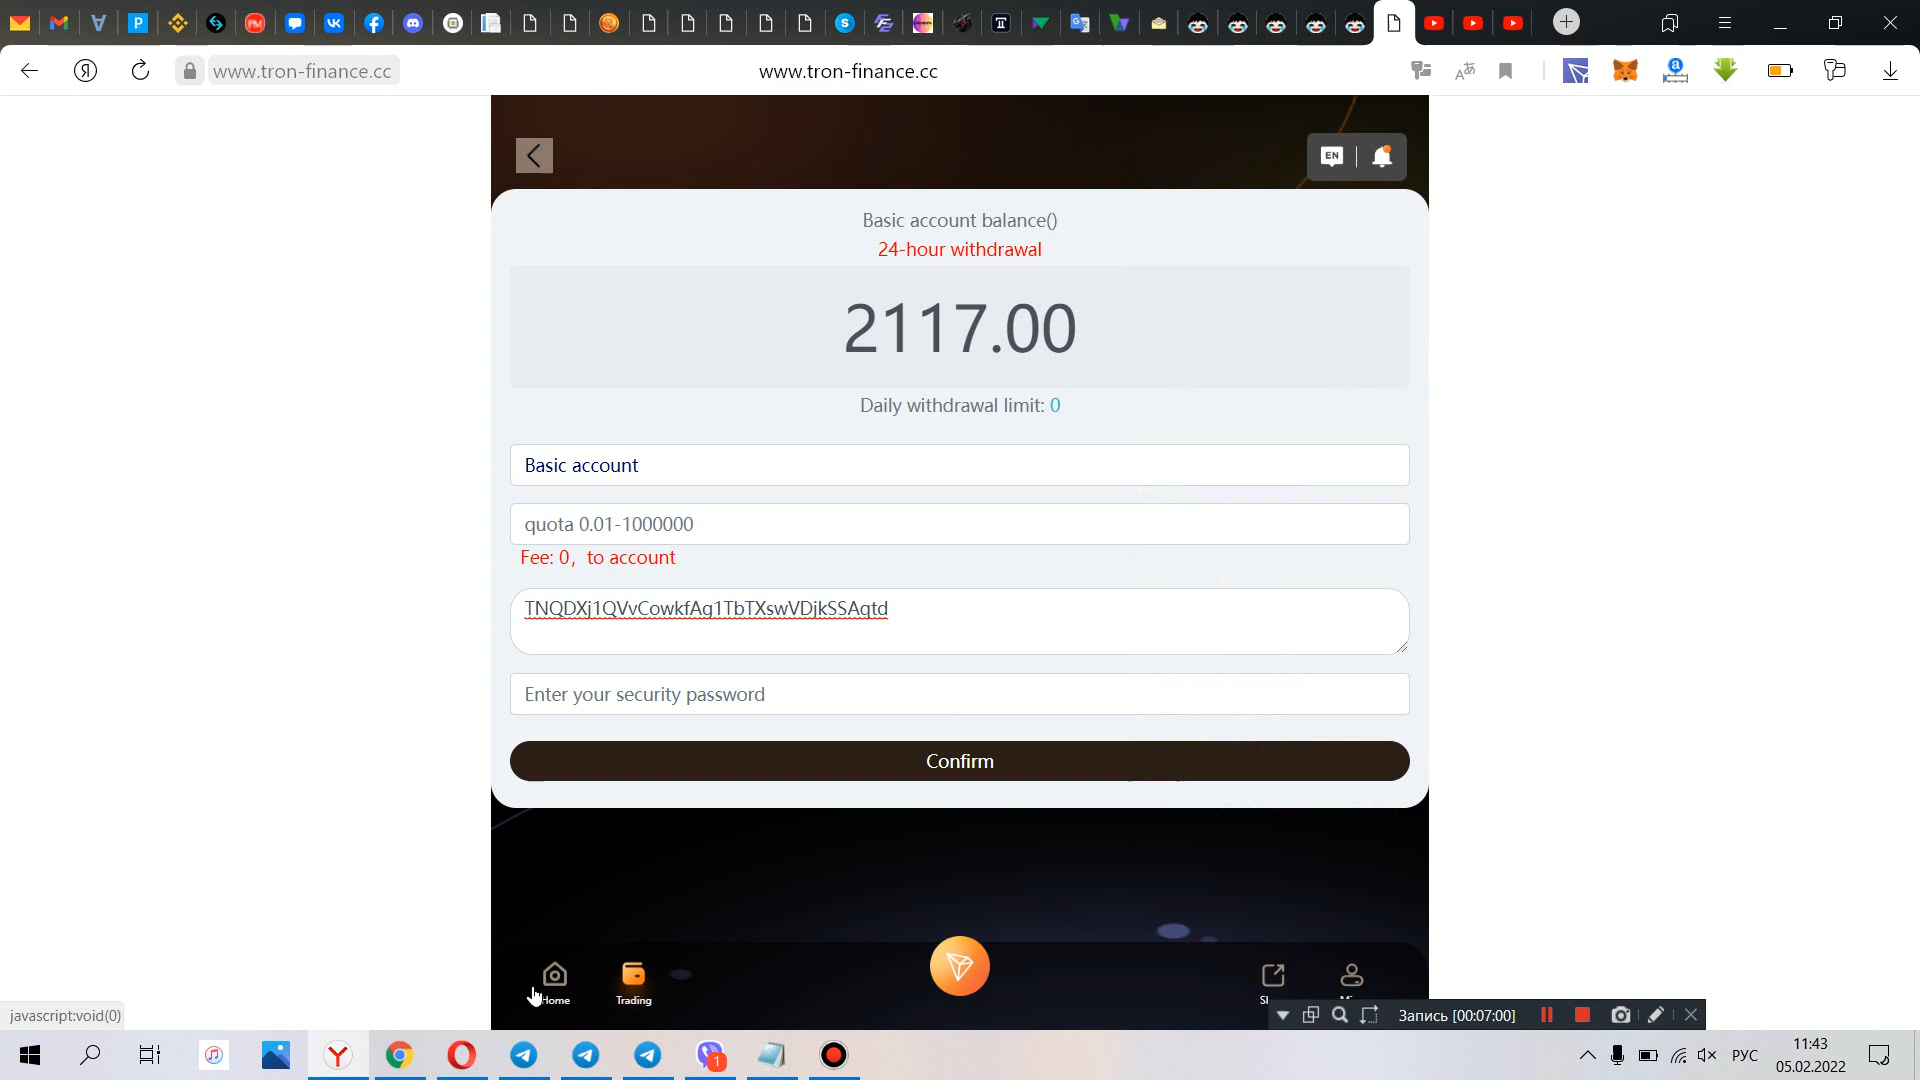 www.tron-finance.cc
www.tron-finance.cc
EN
Basic account balance()
24-hour withdrawal
2117.00
Daily withdrawal limit: 0
Basic account
quota 0.01-1000000
Fee: 0, to account
TNQDXj1QVvCowkfAg1TbTXswVDjkSSAqtd
Enter your security password
Confirm
Home
Trading
javascript:void(0)
Запись [00:07:00]
1
РУС
11:43
05.02.2022